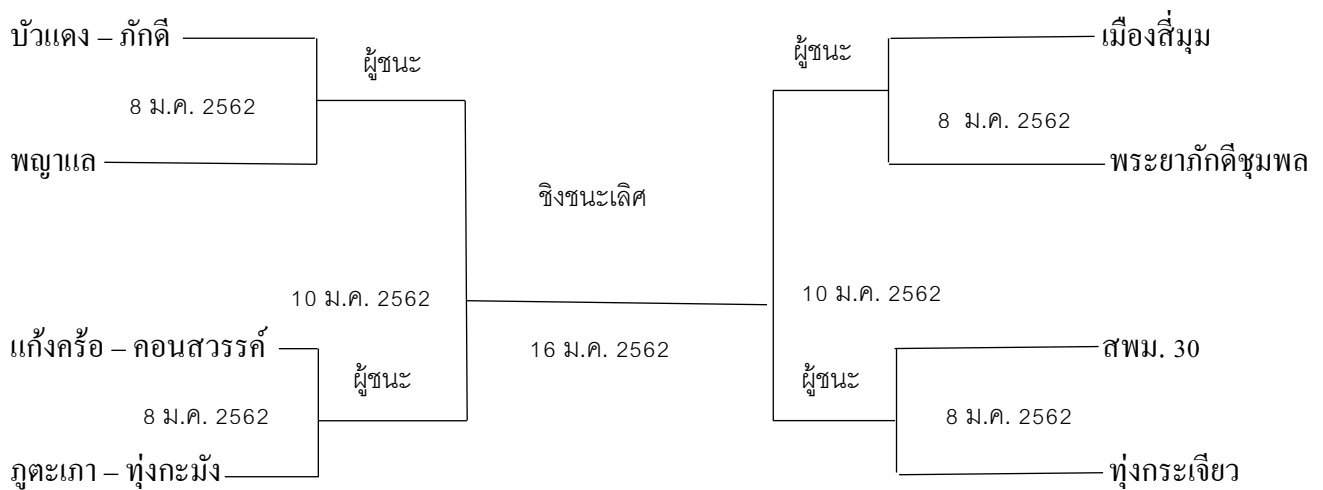 บัวแดง – ภักดี
ผู้ชนะ
8 ม.ค. 2562
พญาแล
ผู้ชนะ
เมืองสี่มุม
8 ม.ค. 2562
พระยาภักดีชุมพล
ชิงชนะเลิศ
10 ม.ค. 2562
10 ม.ค. 2562
16 ม.ค. 2562
แก้งคร้อ – คอนสวรรค์
ผู้ชนะ
8 ม.ค. 2562
ภูตะเภา – ทุ่งกะมัง
สพม. 30
ผู้ชนะ
8 ม.ค. 2562
ทุ่งกระเจียว